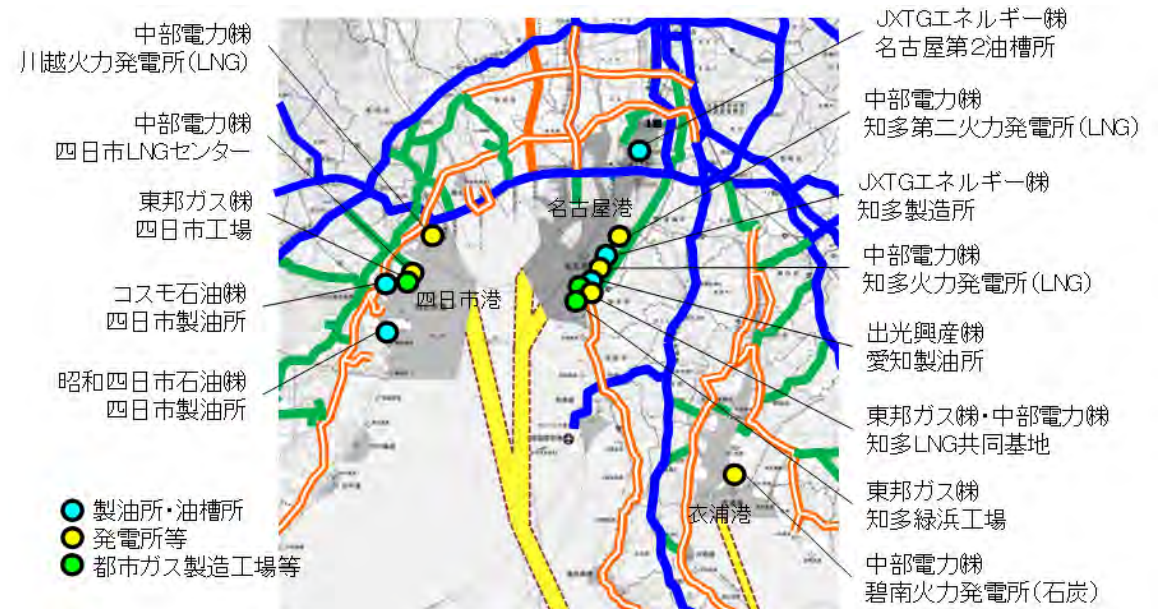 中部電力㈱
川越火力発電所(LNG)
中部電力㈱
四日市LNGセンター
東邦ガス㈱
四日市工場
コスモ石油㈱
四日市製油所
昭和四日市石油㈱
四日市製油所
製油所・油槽所
発電所等
都市ガス製造工場等
名古屋港
四日市港
衣浦港
JXTGエネルギー㈱
名古屋第2油槽所
中部電力㈱
知多第二火力発電所(LNG)
JXTGエネルギー㈱
知多製造所
中部電力㈱
知多火力発電所(LNG)
出光興産㈱
愛知製油所
東邦ガス㈱・中部電力㈱
知多LNG共同基地
東邦ガス㈱
知多緑浜工場
中部電力㈱
碧南火力発電所(石炭)